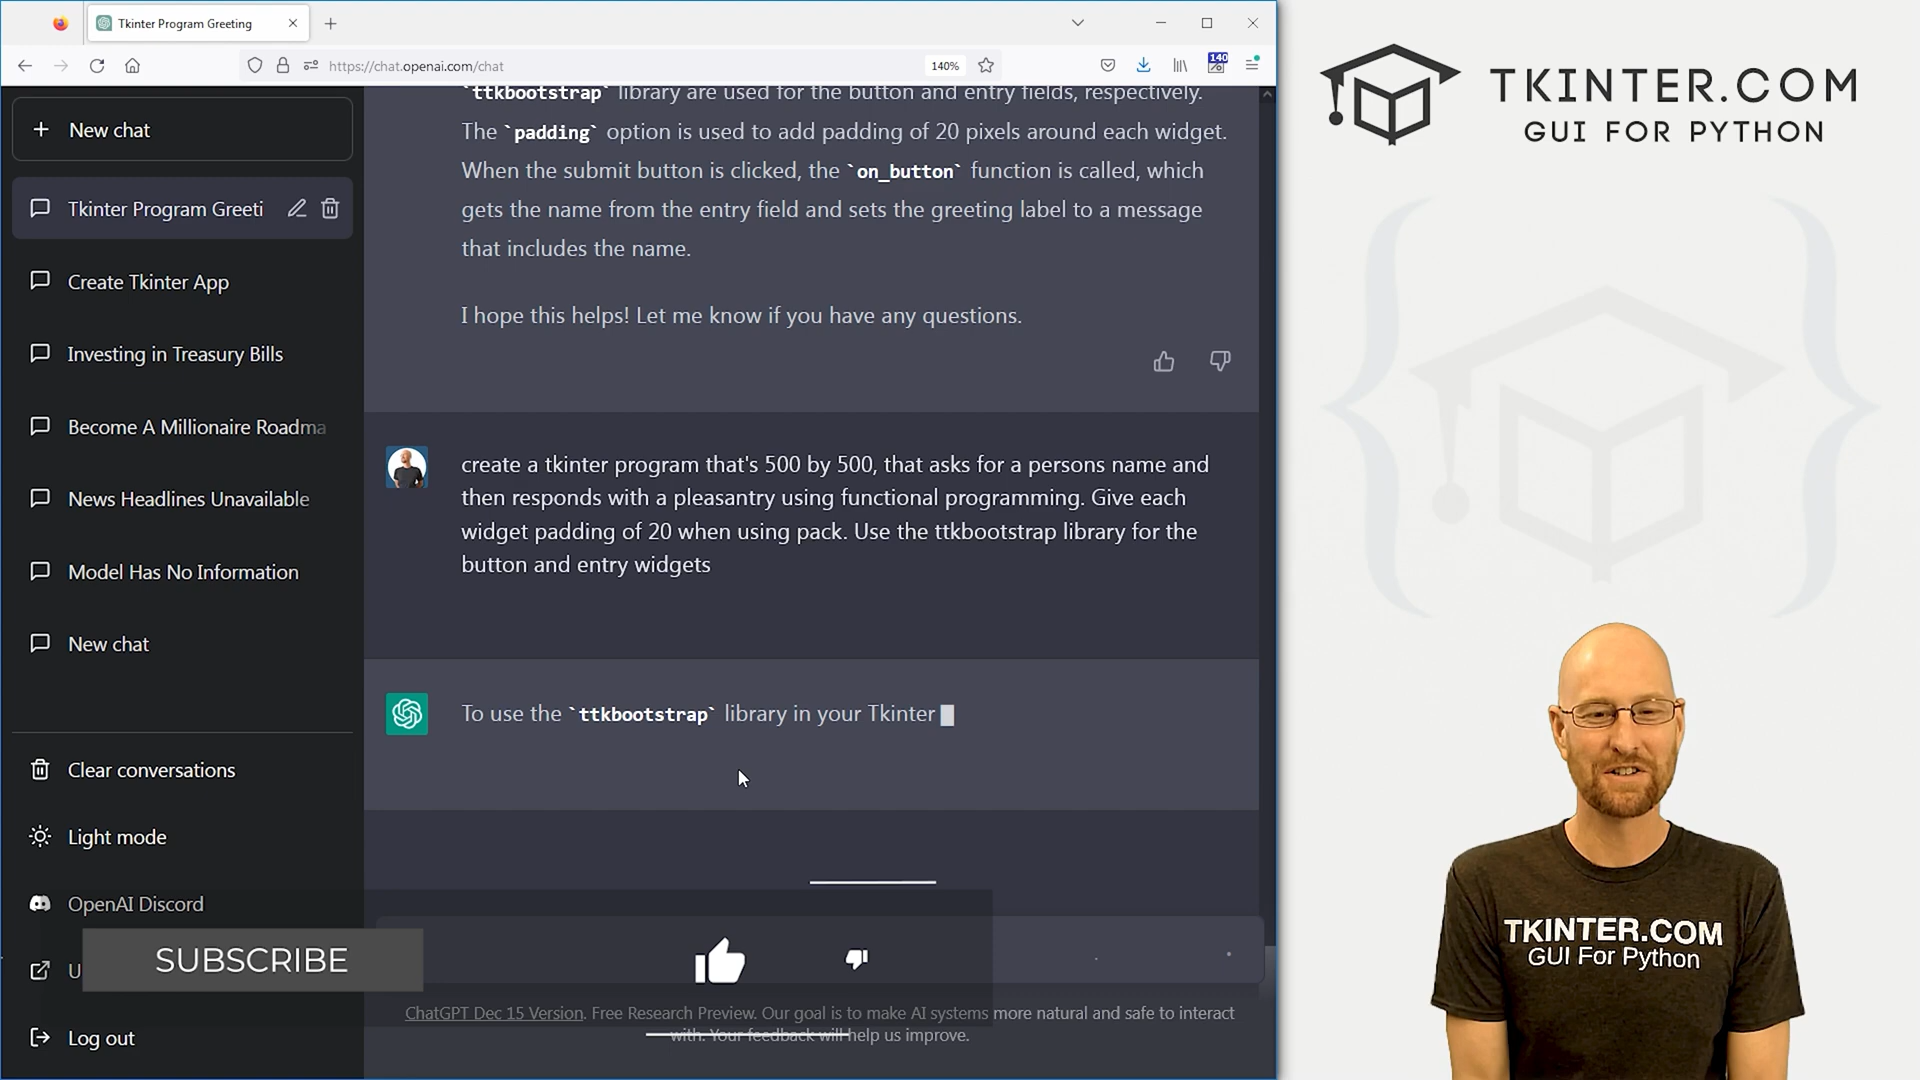 Tkinter Program Greeting
https://chat.openai.com/chat
140%
140
New chat
Tkinter Program Greeti
Create Tkinter App
Investing in Treasury Bills
Become A Millionaire Roadma
News Headlines Unavailable
Model Has No Information
New chat
Clear conversations
Light mode
OpenAI Discord
U
Log out
SUBSCRIBE
`ttkbootstrap` library are used for the button and entry fields, respectively.
The `padding` option is used to add padding of 20 pixels around each widget.
When the submit button is clicked, the `on_button` function is called, which
gets the name from the entry field and sets the greeting label to a message
that includes the name.
I hope this helps! Let me know if you have any questions.
create a tkinter program that's 500 by 500, that asks for a persons name and
then responds with a pleasantry using functional programming. Give each
widget padding of 20 when using pack. Use the ttkbootstrap library for the
button and entry widgets
To use the `ttkbootstrap` library in your Tkinter
ChatGPT Dec 15 Version. Free Research Preview. Our goal is to make AI systems more natural and safe to interact
with. Your feedback will help us improve.
TKINTER.COM
GUI FOR PYTHON
TKINTER.COM
GUI For Python